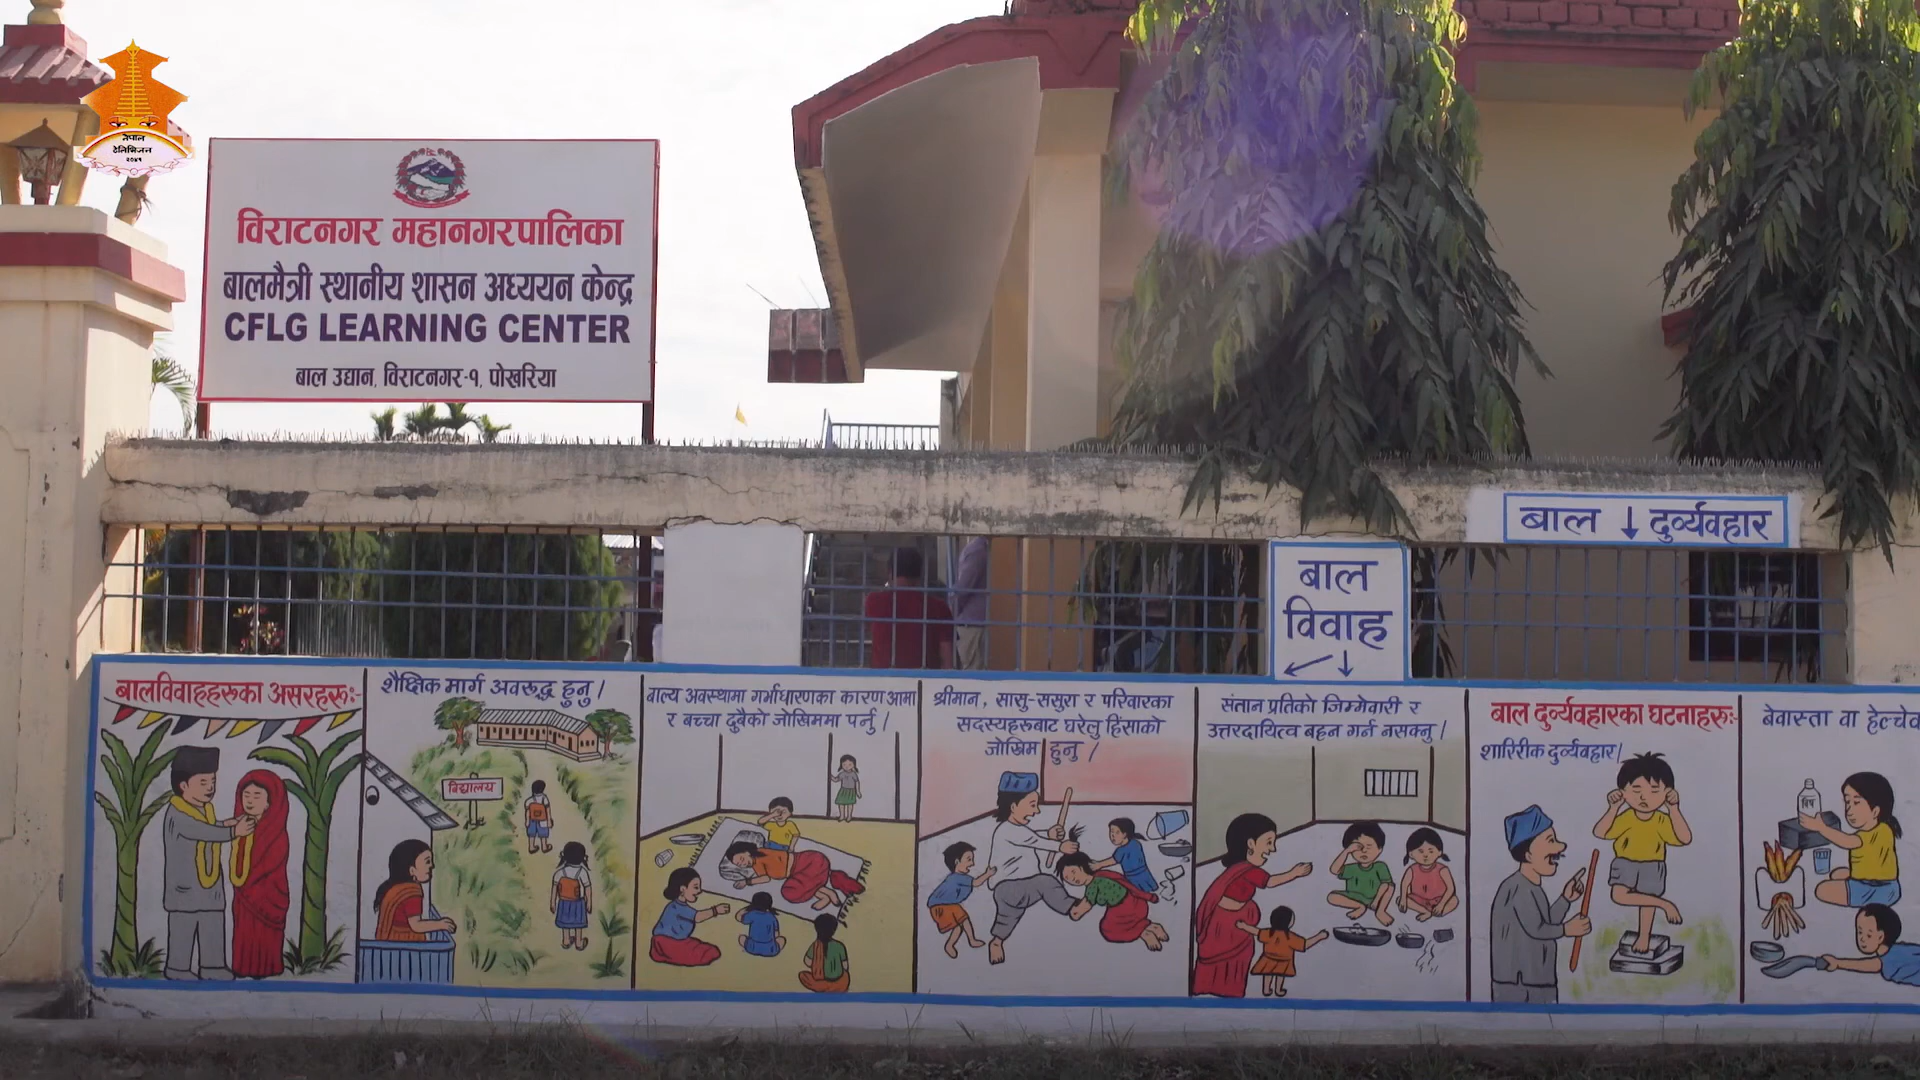 नेपाल
टेलिभिजन
२०४१
विराटनगर महानगरपालिका
बालमैत्री स्थानीय शासन अध्ययन केन्द्र
CFLG LEARNING CENTER
बाल उद्यान, विराटनगर-१, पोखरिया
बाल ↓ दुर्व्यवहार
बाल
विवाह
बालविवाहहरूका असरहरू:-
शैक्षिक मार्ग अवरूद्ध हुनु।
विद्यालय
बाल्य अवस्थामा गर्भाधारणका कारण आमा
र बच्चा दुबैको जोखिममा पर्नु।
श्रीमान, सासु-ससुरा र परिवारका
सदस्यहरूबाट घरेलु हिंसाको
जोखिम हुनु।
संतान प्रतिको जिम्मेवारी र
उत्तरदायित्व बहन गर्न नसक्नु।
बाल दुर्व्यवहारका घटनाहरू:-
शारिरीक दुर्व्यवहार।
बेवास्ता वा हेल्चेक
विष